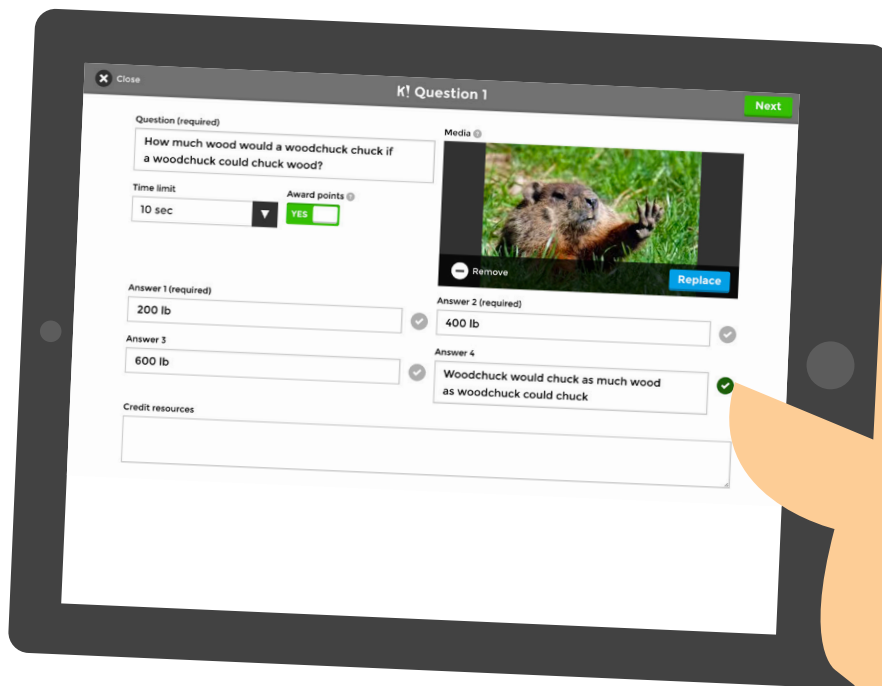 Close
K! Question 1
Next
Question (required)
How much wood would a woodchuck chuck if
a woodchuck could chuck wood?
Media
Time limit
10 sec
Award points
YES
Remove
Replace
Answer 1 (required)
200 lb
Answer 2 (required)
400 lb
Answer 3
600 lb
Answer 4
Woodchuck would chuck as much wood
as woodchuck could chuck
Credit resources